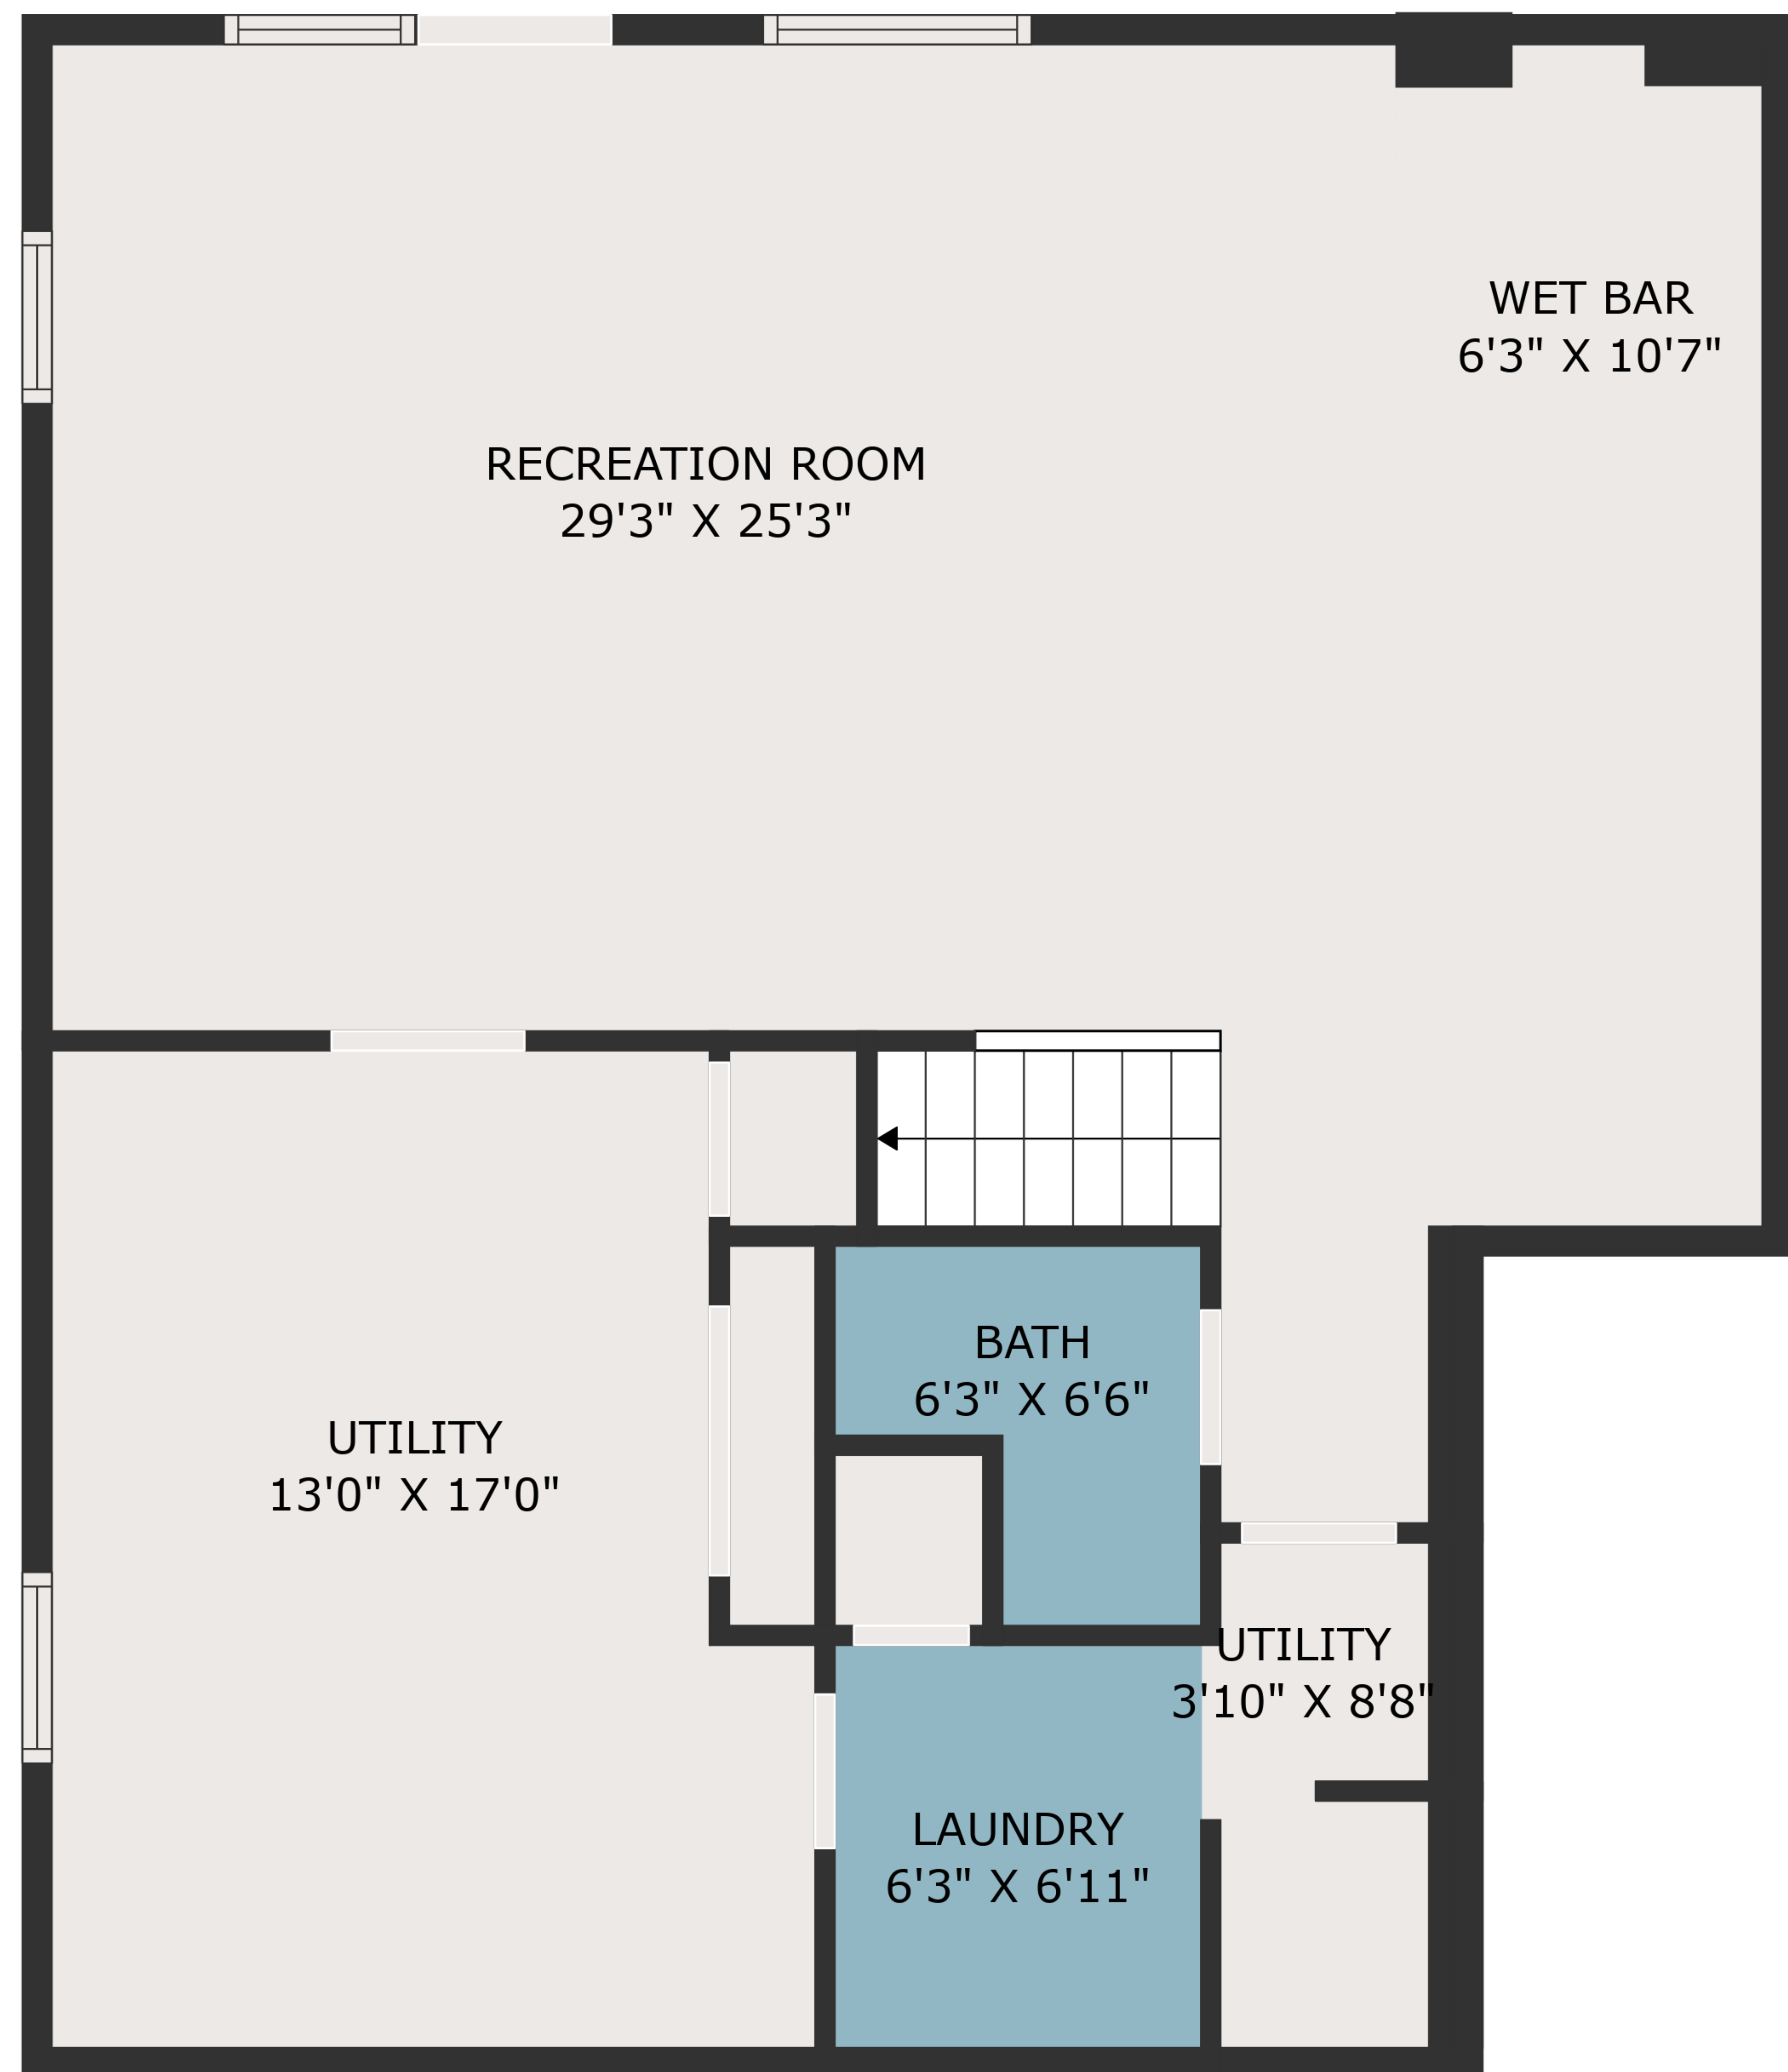 WET BAR
6'3" X 10'7"
RECREATION ROOM
29'3" X 25'3"
BATH
6'3" X 6'6"
UTILITY
13'0" X 17'0"
UTILITY
3'10" X 8'8"
LAUNDRY
6'3" X 6'11"